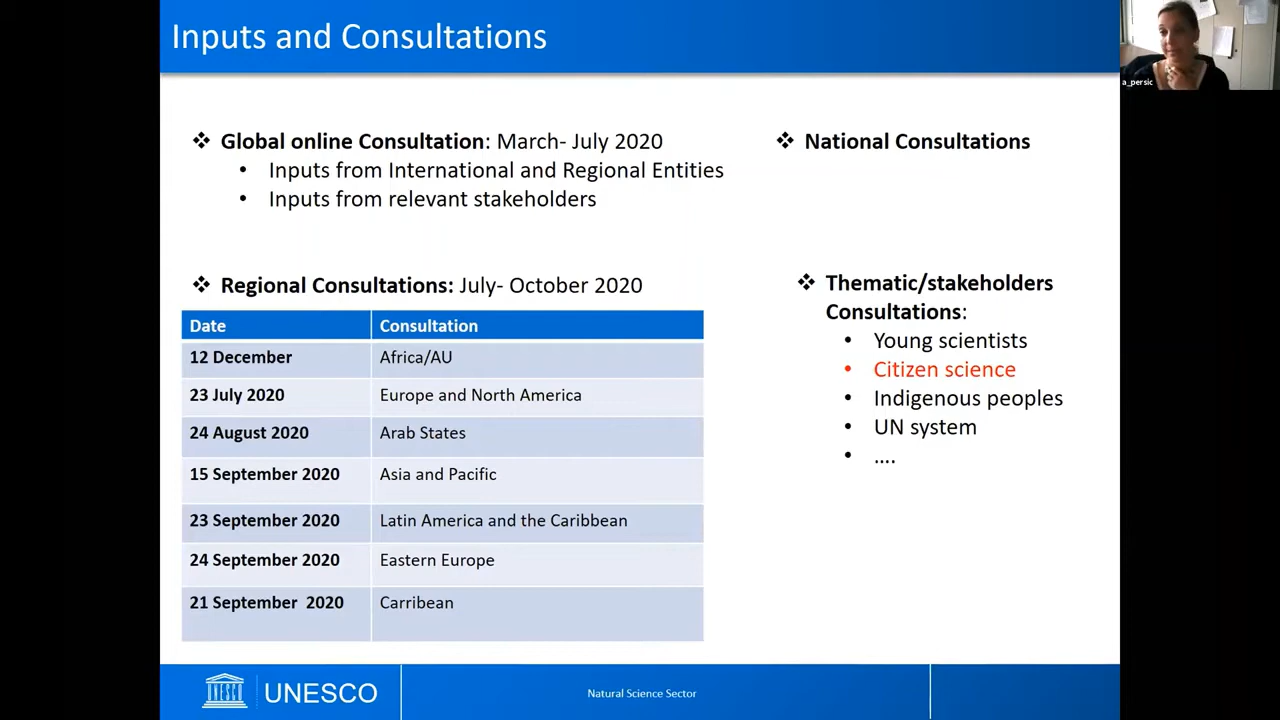 Inputs and Consultations
a_persic
❖ Global online Consultation: March- July 2020
• Inputs from International and Regional Entities
• Inputs from relevant stakeholders
❖ National Consultations
❖ Regional Consultations: July- October 2020
Date Consultation
12 December Africa/AU
23 July 2020 Europe and North America
24 August 2020 Arab States
15 September 2020 Asia and Pacific
23 September 2020 Latin America and the Caribbean
24 September 2020 Eastern Europe
21 September 2020 Carribean
❖ Thematic/stakeholders
Consultations:
• Young scientists
• Citizen science
• Indigenous peoples
• UN system
• ....
UNESCO
UNESCO
Natural Science Sector